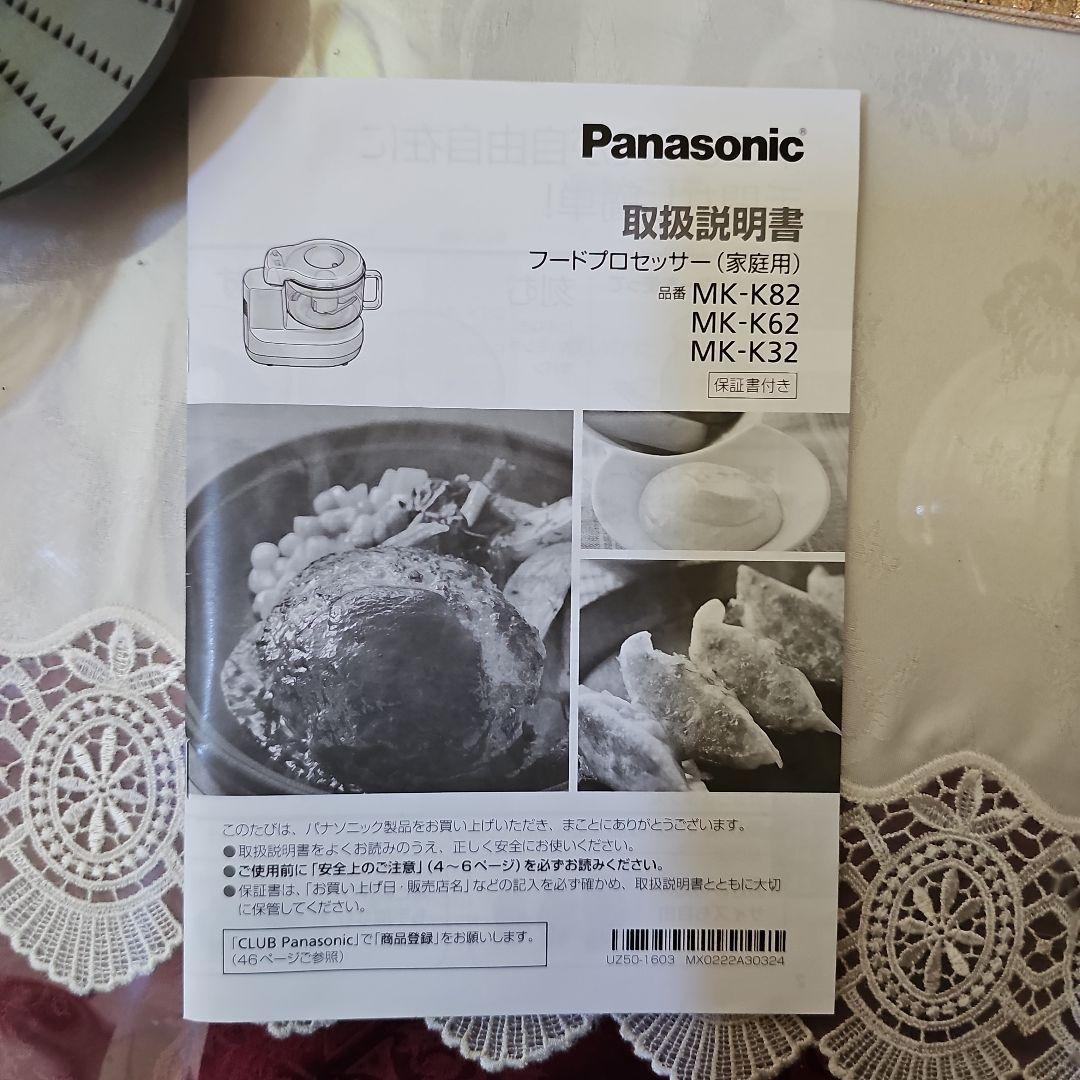 Panasonic®
取扱説明書
フードプロセッサー(家庭用)
品番 MK-K82
MK-K62
MK-K32
保証書付き
このたびは、パナソニック製品をお買い上げいただき、まことにありがとうございます。
●取扱説明書をよくお読みのうえ、正しく安全にお使いください。
●ご使用前に「安全上のご注意」(4～6ページ)を必ずお読みください。
●保証書は、「お買い上げ日・販売店名」などの記入を必ず確かめ、取扱説明書とともに大切
に保管してください。
「CLUB Panasonic」で「商品登録」をお願いします。
(46ページご参照)
UZ50-1603 MX0222A30324